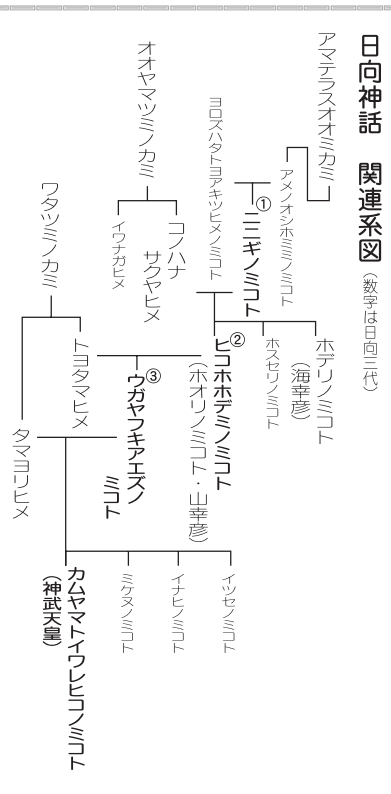 日向神話 関連系図（数字は日向三代）
アマテラスオオミカミ
アメノオシホミミノミコト
ヨロズハタトヨアキツヒメノミコト
①ニニギノミコト
オオヤマツミノカミ
コノハナ
サクヤヒメ
イワナガヒメ
ホデリノミコト
（海幸彦）
ホスセリノミコト
②ヒコホホデミノミコト
（ホオリノミコト・山幸彦）
ワタツミノカミ
トヨタマヒメ
タマヨリヒメ
③ウガヤフキアエズノ
ミコト
イツセノミコト
イナヒノミコト
ミケヌノミコト
カムヤマトイワレヒコノミコト
（神武天皇）